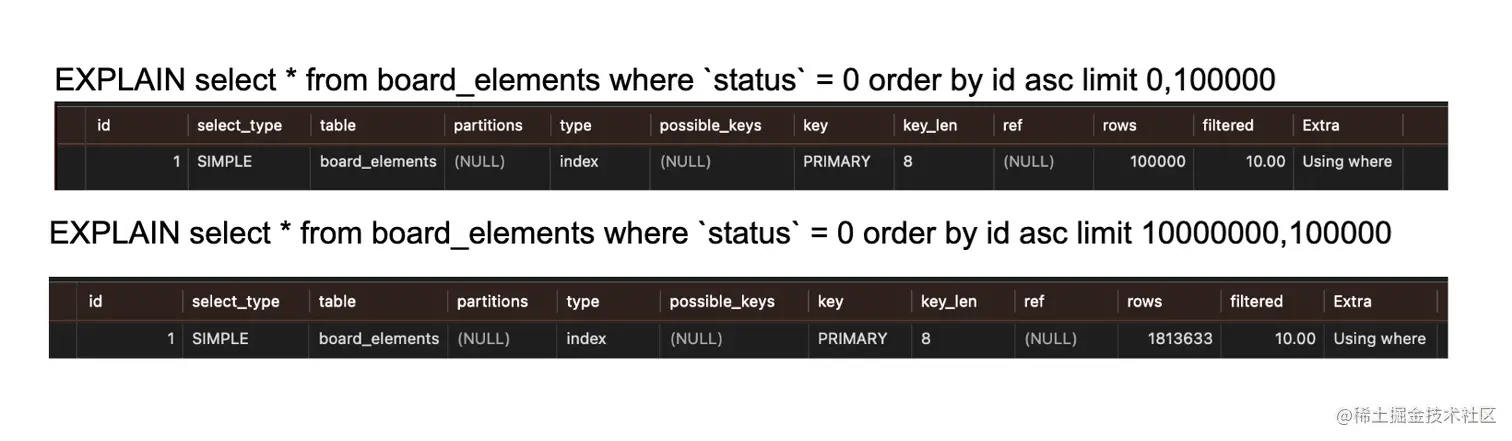 EXPLAIN select * from board_elements where `status` = 0 order by id asc limit 0,100000
id select_type table partitions type possible_keys key key_len ref rows filtered Extra
1 SIMPLE board_elements (NULL) index (NULL) PRIMARY 8 (NULL) 100000 10.00 Using where
EXPLAIN select * from board_elements where `status` = 0 order by id asc limit 10000000,100000
id select_type table partitions type possible_keys key key_len ref rows filtered Extra
1 SIMPLE board_elements (NULL) index (NULL) PRIMARY 8 (NULL) 1813633 10.00 Using where
@稀土掘金技术社区